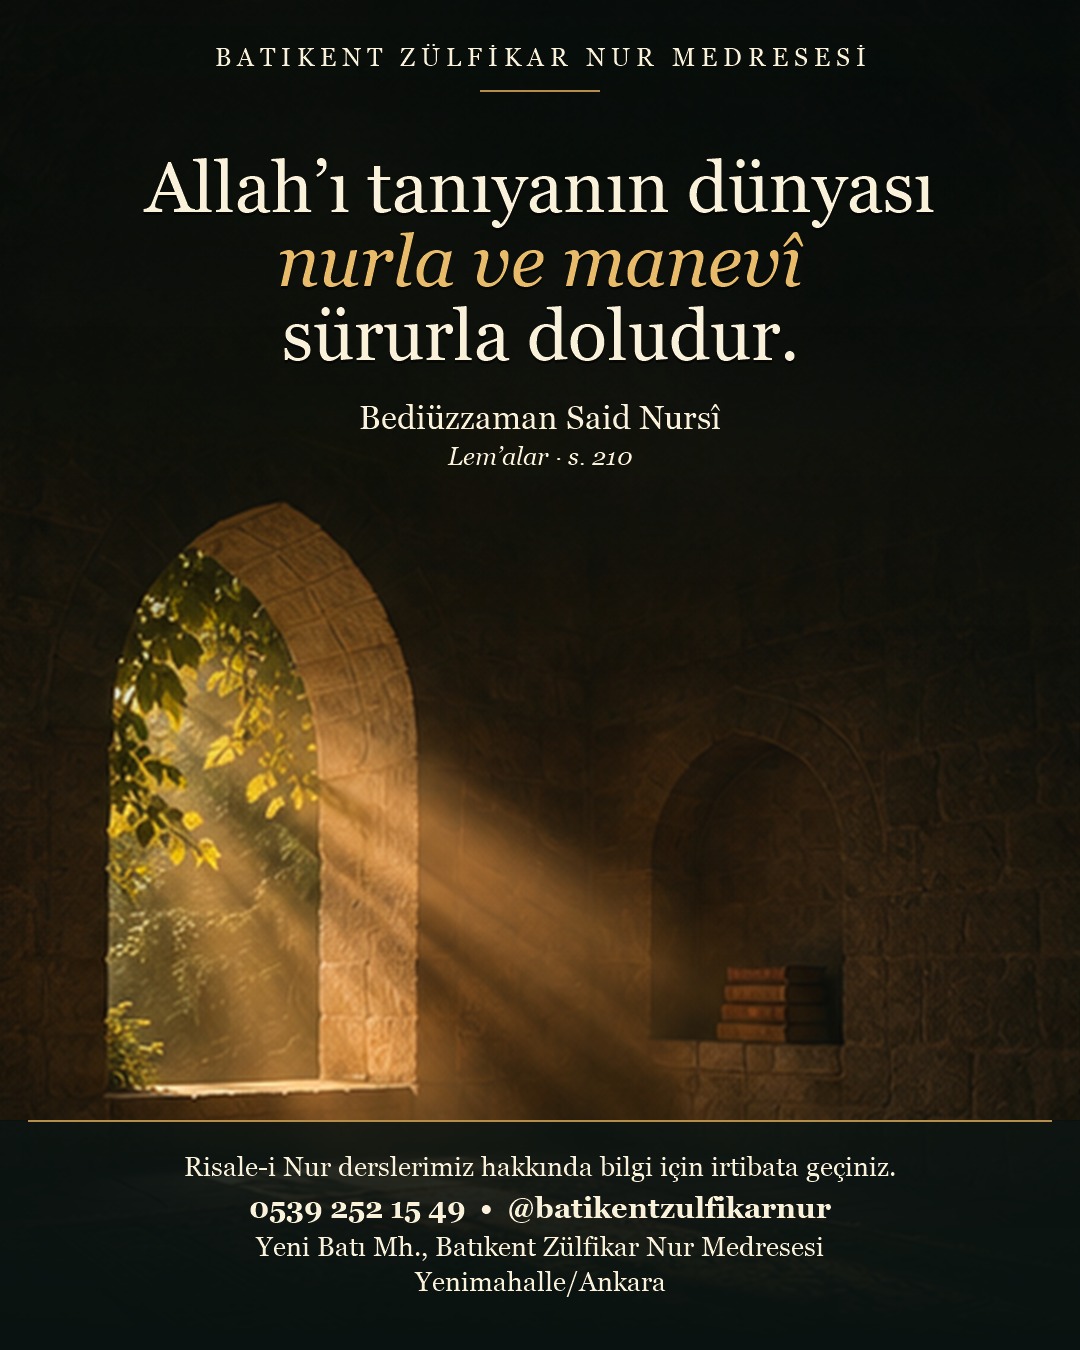 BATIKENT ZÜLFİKAR NUR MEDRESESİ
Allah’ı tanıyanın dünyası
nurla ve manevî
sürurla doludur.
Bediüzzaman Said Nursî
Lem’alar · s. 210
Risale-i Nur derslerimiz hakkında bilgi için irtibata geçiniz.
0539 252 15 49 • @batikentzulfikarnur
Yeni Batı Mh., Batıkent Zülfikar Nur Medresesi
Yenimahalle/Ankara